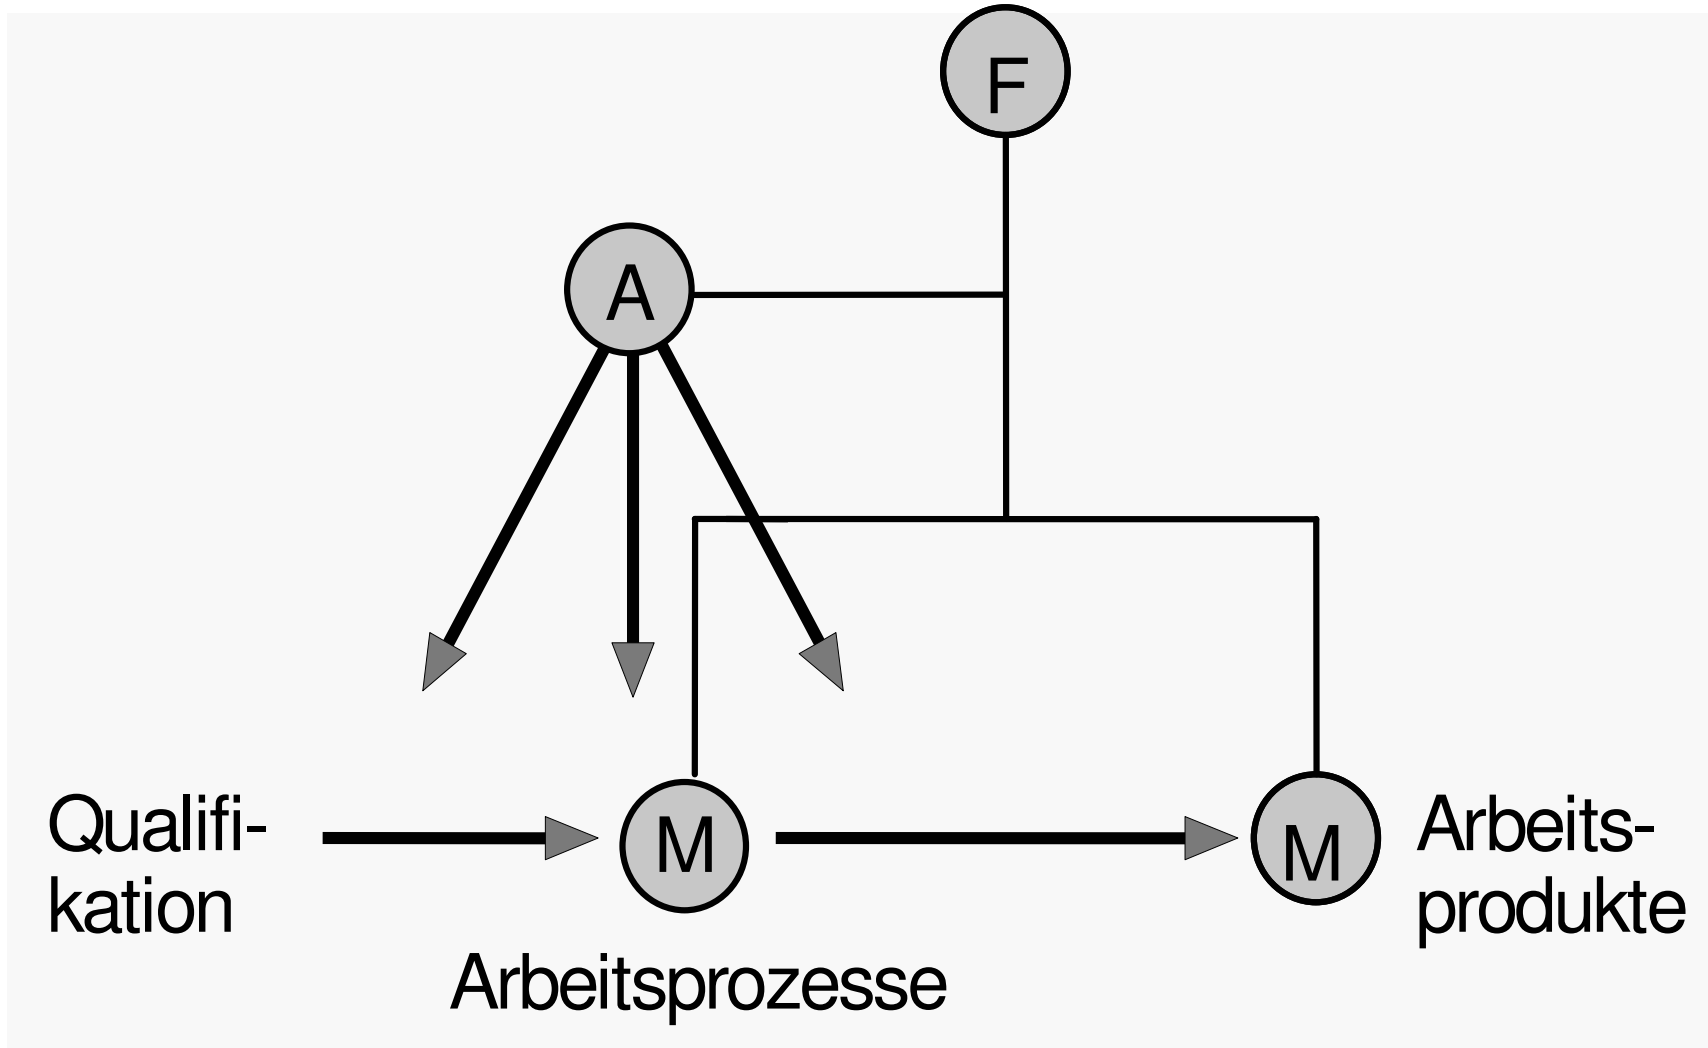 F
A
Qualifi-
kation
M
M
Arbeits-
produkte
Arbeitsprozesse